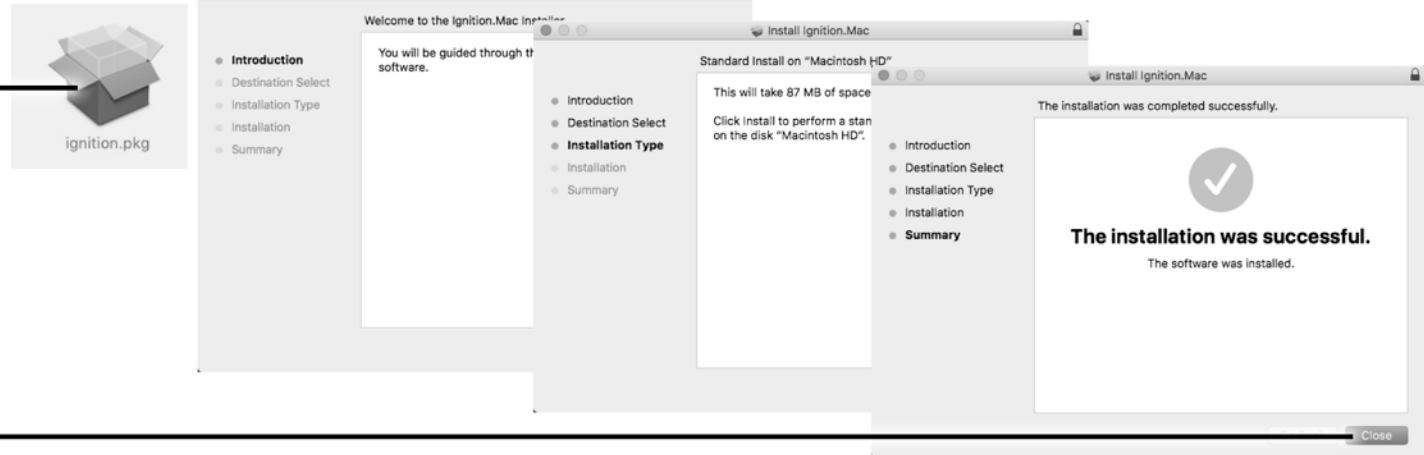 ignition.pkg
Welcome to the Ignition.Mac Installer
Introduction
Destination Select
Installation Type
Installation
Summary
You will be guided through th
software.
Install Ignition.Mac
Standard Install on “Macintosh HD”
Introduction
Destination Select
Installation Type
Installation
Summary
This will take 87 MB of space
Click Install to perform a stan
on the disk “Macintosh HD”.
Install Ignition.Mac
The installation was completed successfully.
Introduction
Destination Select
Installation Type
Installation
Summary
The installation was successful.
The software was installed.
Close